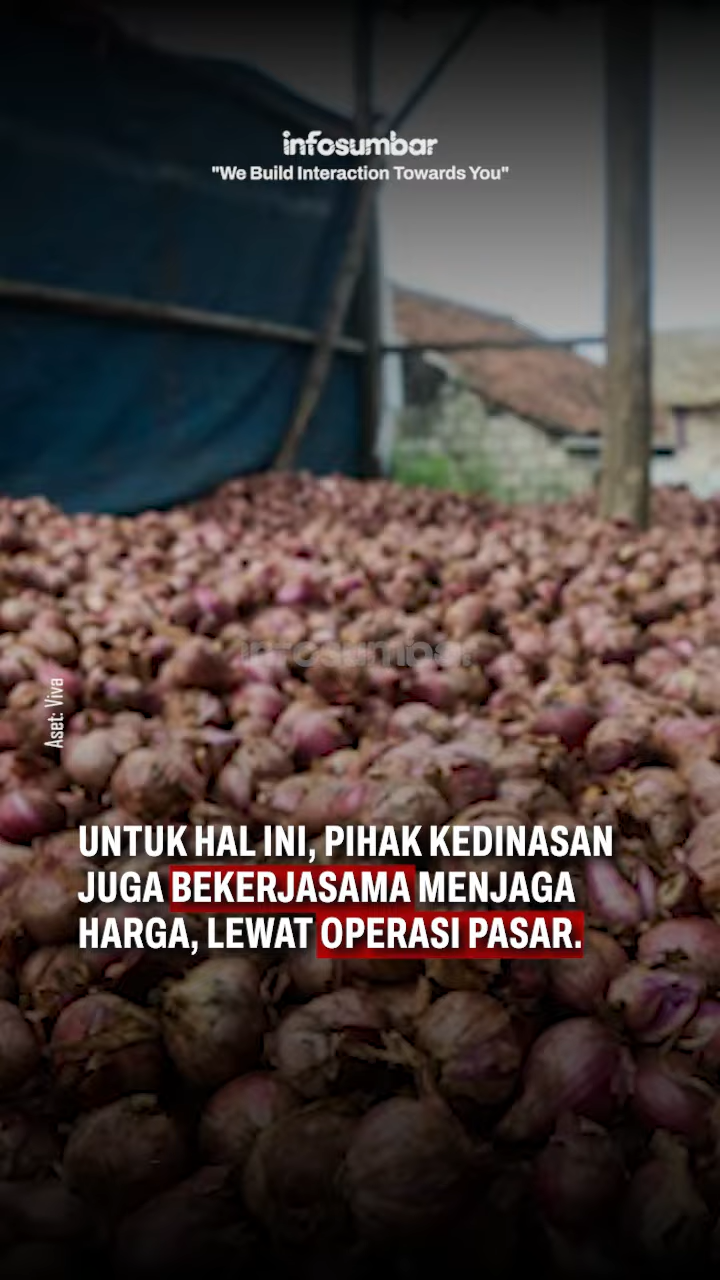 infosumbar
"We Build Interaction Towards You"
infosumbar
Aset: Viva
UNTUK HAL INI, PIHAK KEDINASAN
JUGA BEKERJASAMA MENJAGA
HARGA, LEWAT OPERASI PASAR.